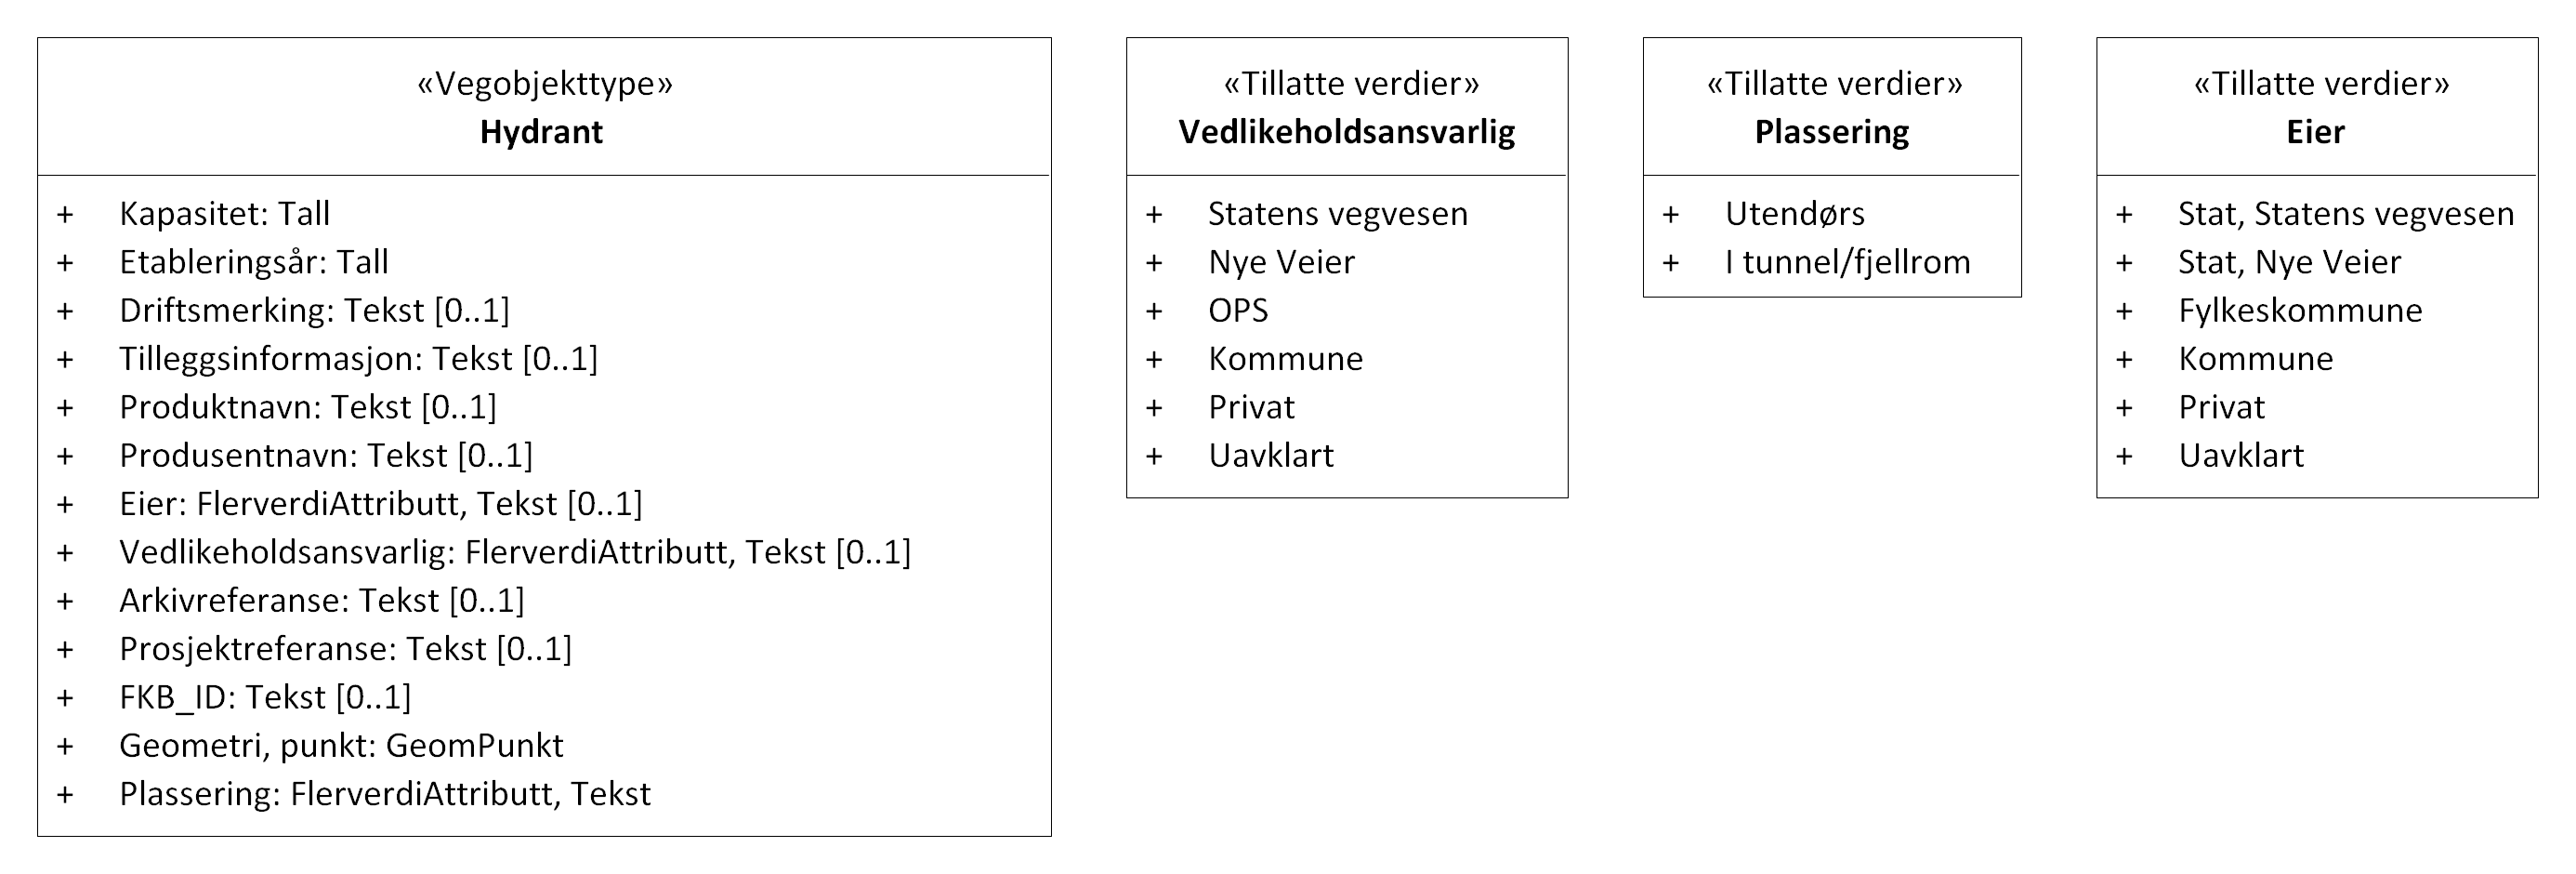 «Vegobjekttype»
Hydrant
+ Kapasitet: Tall
+ Etableringsår: Tall
+ Driftsmerking: Tekst [0..1]
+ Tilleggsinformasjon: Tekst [0..1]
+ Produktnavn: Tekst [0..1]
+ Produsentnavn: Tekst [0..1]
+ Eier: FlerverdiAttributt, Tekst [0..1]
+ Vedlikeholdsansvarlig: FlerverdiAttributt, Tekst [0..1]
+ Arkivreferanse: Tekst [0..1]
+ Prosjektreferanse: Tekst [0..1]
+ FKB_ID: Tekst [0..1]
+ Geometri, punkt: GeomPunkt
+ Plassering: FlerverdiAttributt, Tekst
«Tillatte verdier»
Vedlikeholdsansvarlig
+ Statens vegvesen
+ Nye Veier
+ OPS
+ Kommune
+ Privat
+ Uavklart
«Tillatte verdier»
Plassering
+ Utendørs
+ I tunnel/fjellrom
«Tillatte verdier»
Eier
+ Stat, Statens vegvesen
+ Stat, Nye Veier
+ Fylkeskommune
+ Kommune
+ Privat
+ Uavklart